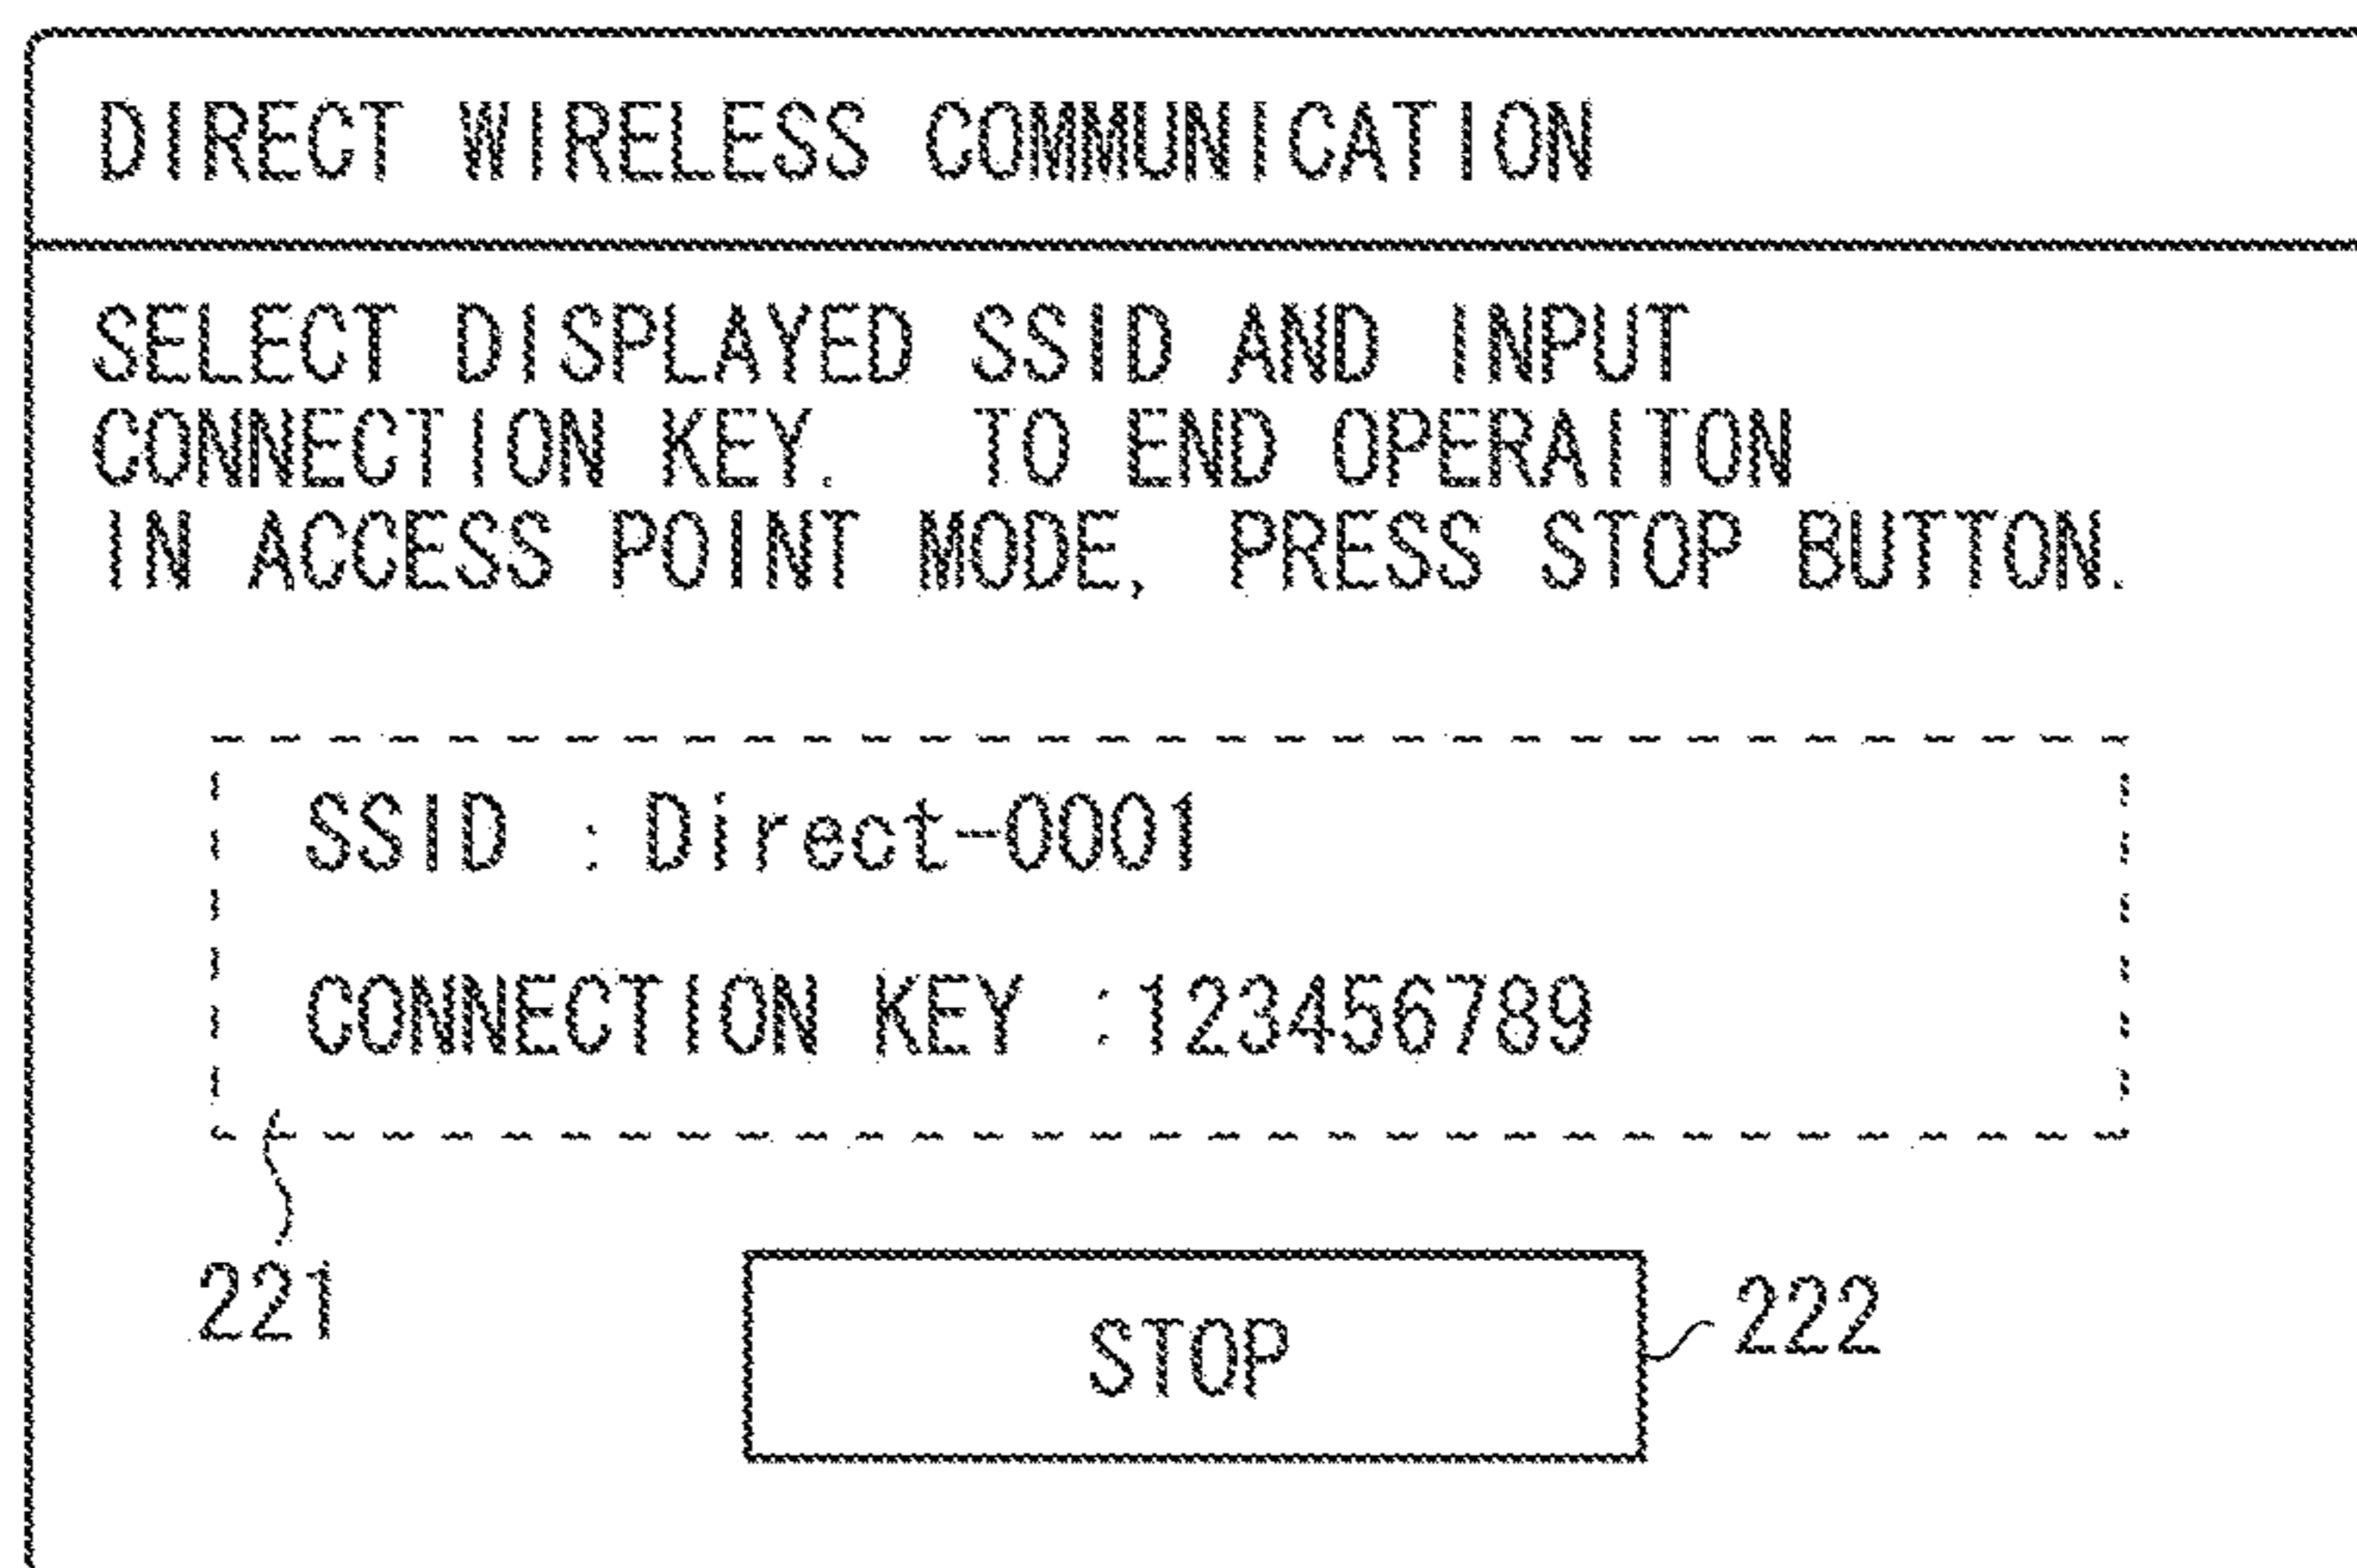 DIRECT WIRELESS COMMUNICATION
SELECT DISPLAYED SSID AND INPUT
CONNECTION KEY. TO END OPERAITON
IN ACCESS POINT MODE, PRESS STOP BUTTON.
SSID : Direct-0001
CONNECTION KEY :123456789
221
STOP
222